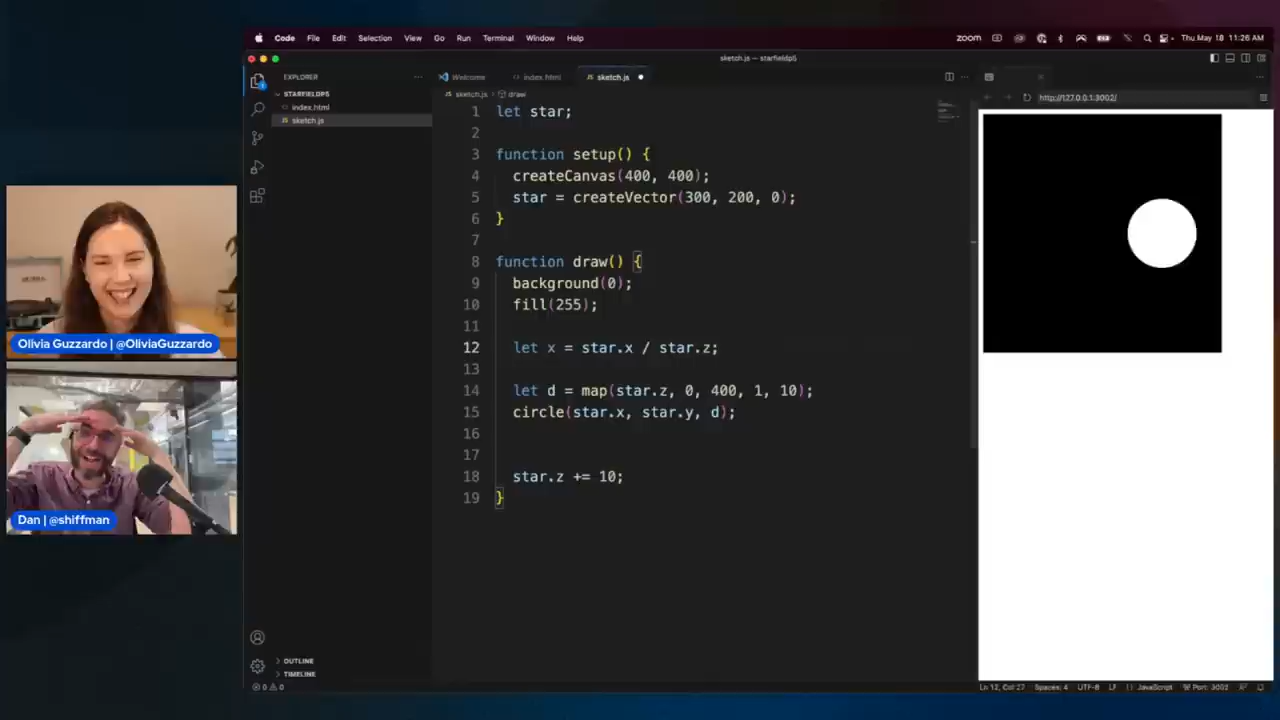 Code File Edit Selection View Go Run Terminal Window Help
zoom Thu May 18 11:26 AM
sketch.js — starfieldp5
EXPLORER
STARFIELDP5
index.html
sketch.js
Welcome
index.html
sketch.js
sketch.js > draw
http://127.0.0.1:3002/
1 let star;
2
3 function setup() {
4 createCanvas(400, 400);
5 star = createVector(300, 200, 0);
6 }
7
8 function draw() {
9 background(0);
10 fill(255);
11
12 let x = star.x / star.z;
13
14 let d = map(star.z, 0, 400, 1, 10);
15 circle(star.x, star.y, d);
16
17
18 star.z += 10;
19 }
Olivia Guzzardo | @OliviaGuzzardo
Dan | @shiffman
OUTLINE
TIMELINE
0 0
Ln 12, Col 27 Spaces: 4 UTF-8 LF JavaScript Port: 3002